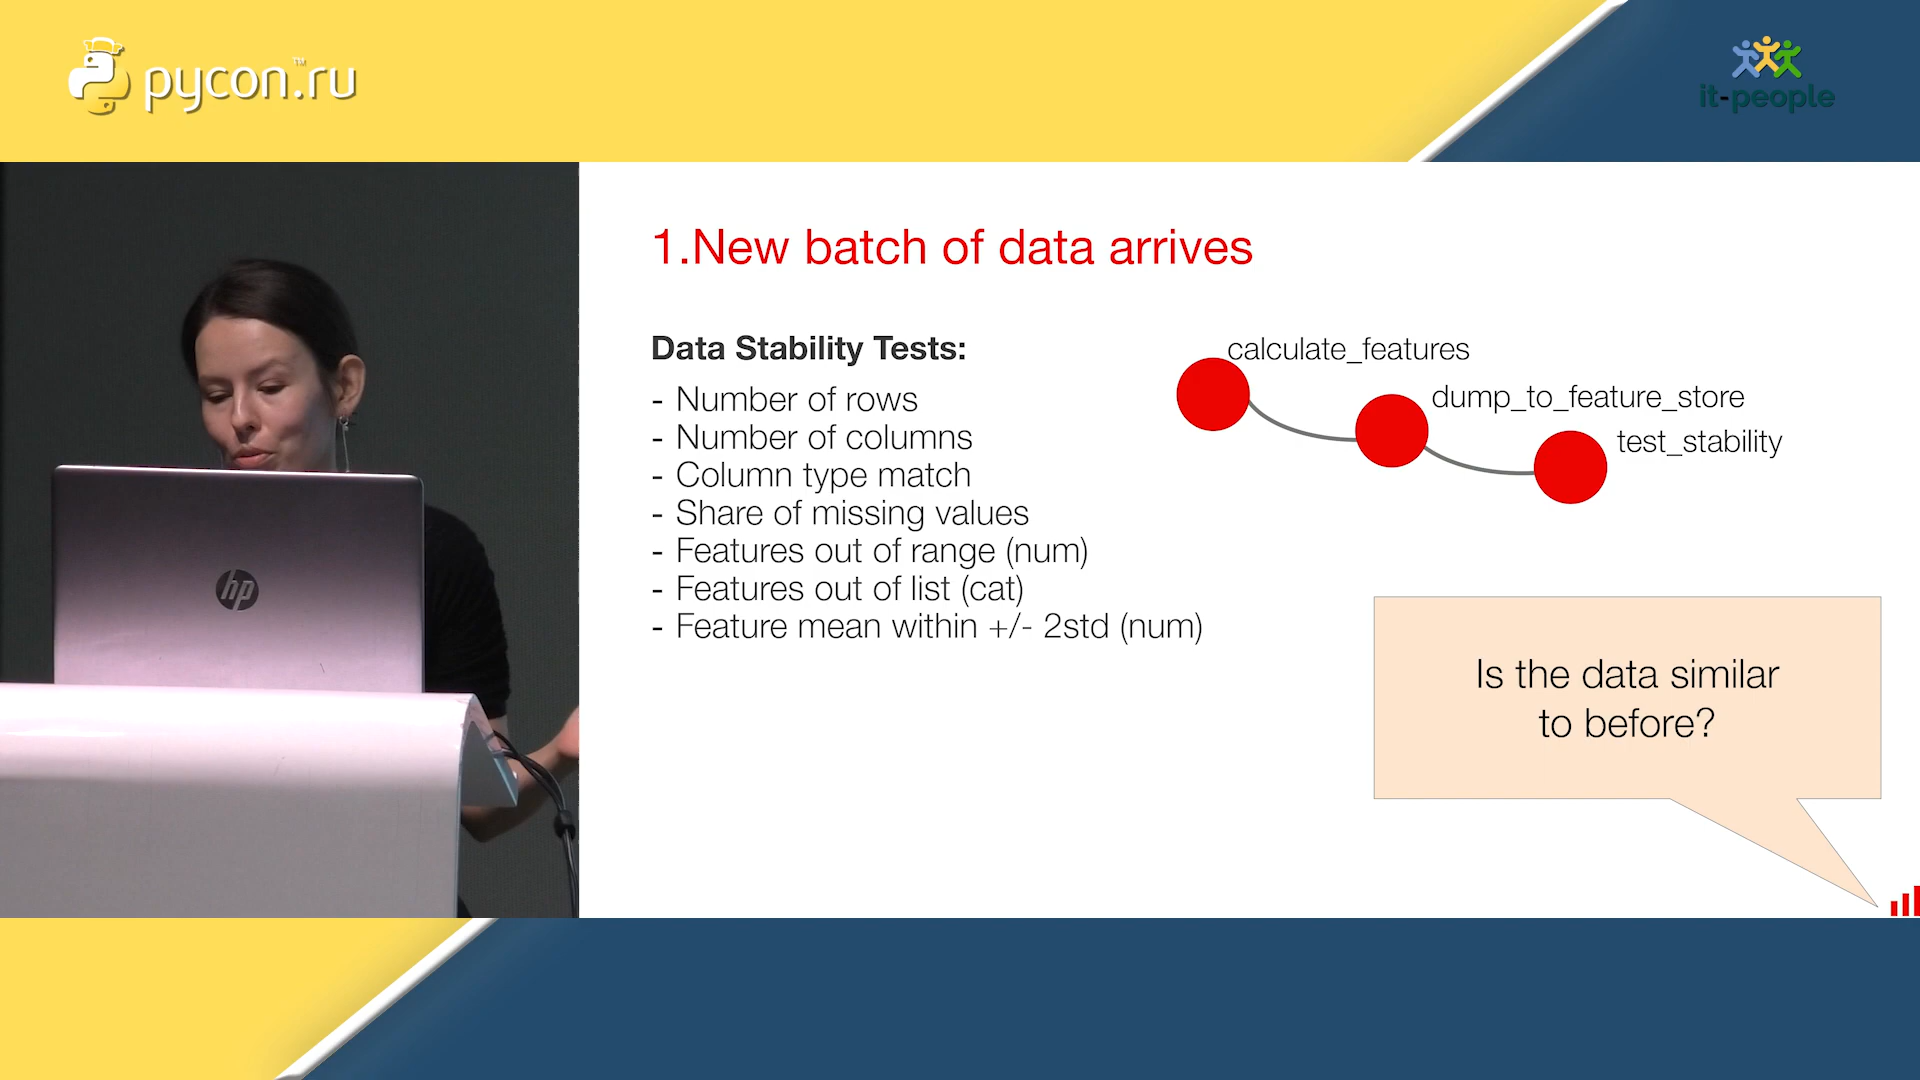 pycon.ru
TM
it-people
1.New batch of data arrives
Data Stability Tests:
- Number of rows
- Number of columns
- Column type match
- Share of missing values
- Features out of range (num)
- Features out of list (cat)
- Feature mean within +/- 2std (num)
calculate_features
dump_to_feature_store
test_stability
Is the data similar
to before?
hp